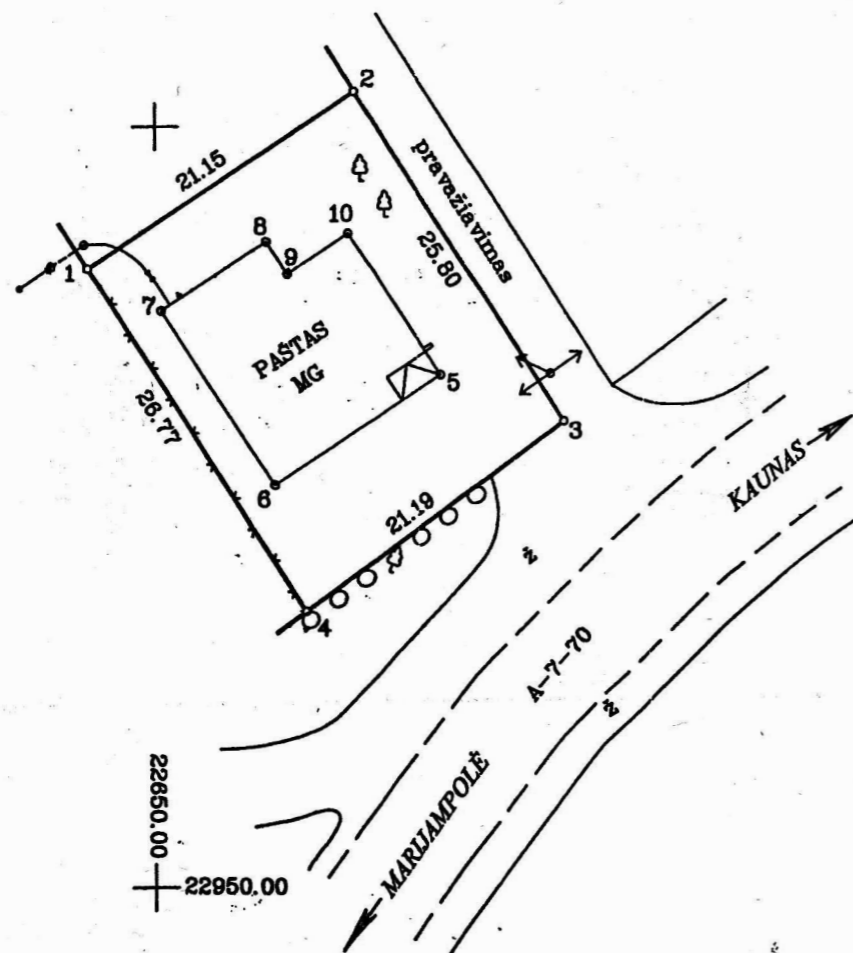 2
21.15
pravažiavimas
8
10
9
1
7
25.80
PAŠTAS
MG
5
26.77
3
6
21.19
KAUNAS
ž
4
A-7-70
ž
MARIJAMPOLĖ
22650.00
22950.00